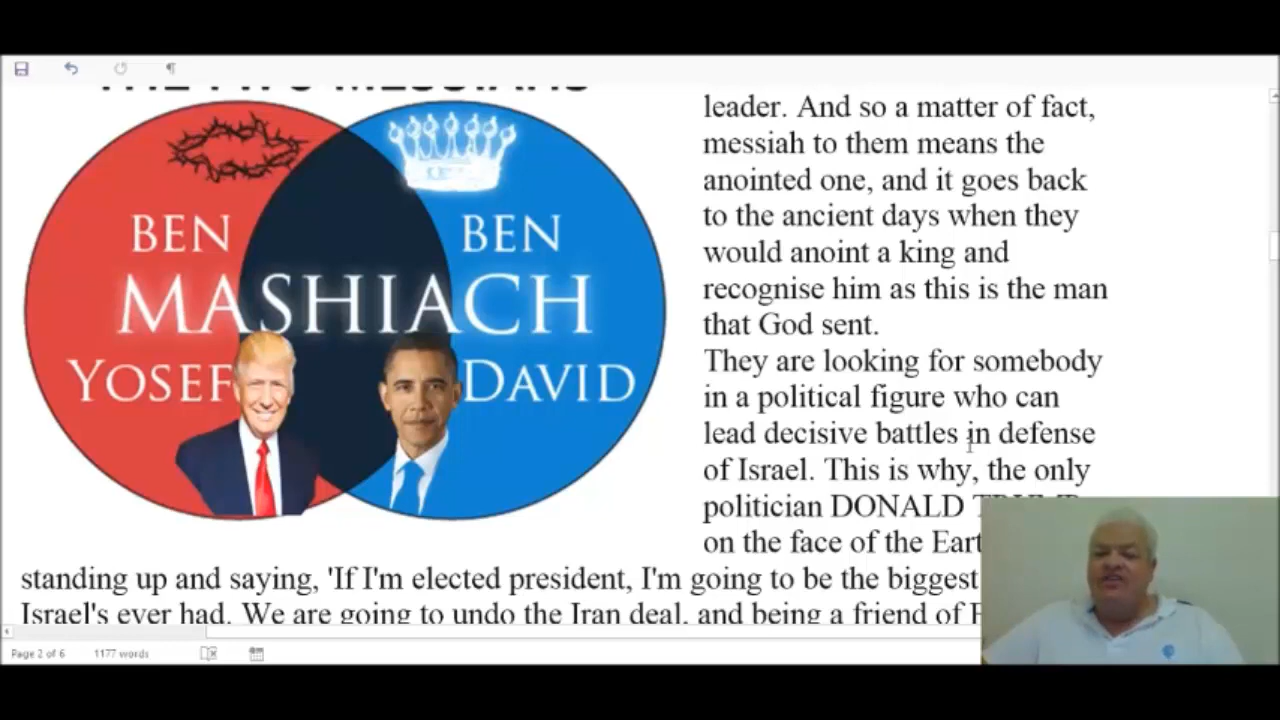 THE TWO MESSIAHS
BEN BEN
MASHIACH
YOSEF DAVID
leader. And so a matter of fact,
messiah to them means the
anointed one, and it goes back
to the ancient days when they
would anoint a king and
recognise him as this is the man
that God sent.
They are looking for somebody
in a political figure who can
lead decisive battles in defense
of Israel. This is why, the only
politician DONALD TRUMP
on the face of the Eart
standing up and saying, 'If I'm elected president, I'm going to be the biggest
Israel's ever had. We are going to undo the Iran deal, and being a friend of
Page 2 of 6 1177 words